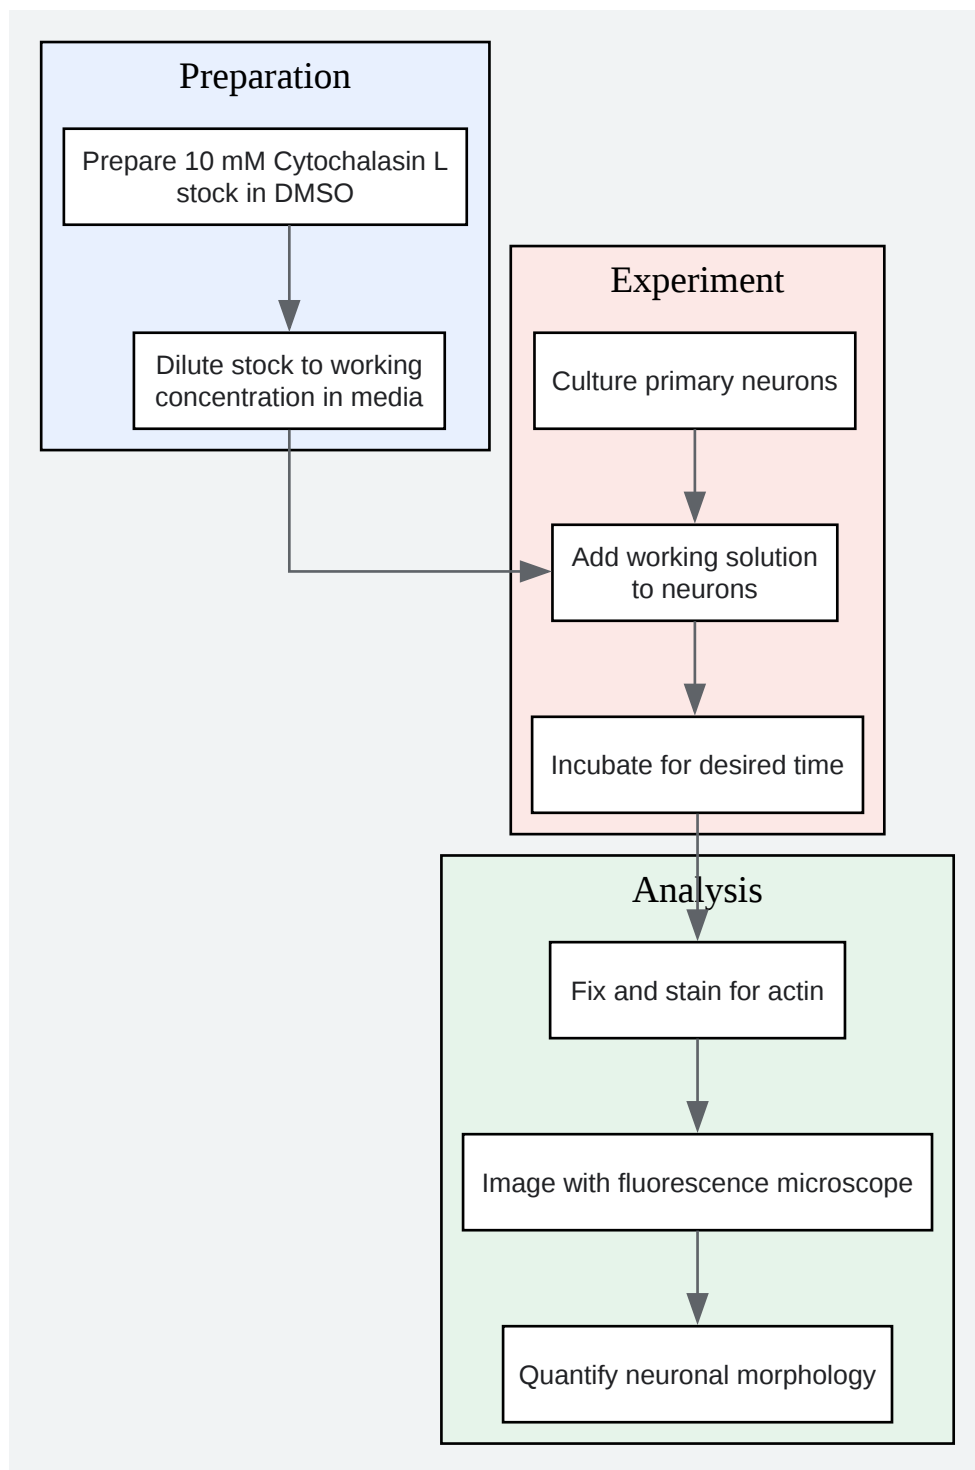 Preparation
Prepare 10 mM Cytochalasin L
stock in DMSO
Dilute stock to working
concentration in media
Experiment
Culture primary neurons
Add working solution
to neurons
Incubate for desired time
Analysis
Fix and stain for actin
Image with fluorescence microscope
Quantify neuronal morphology